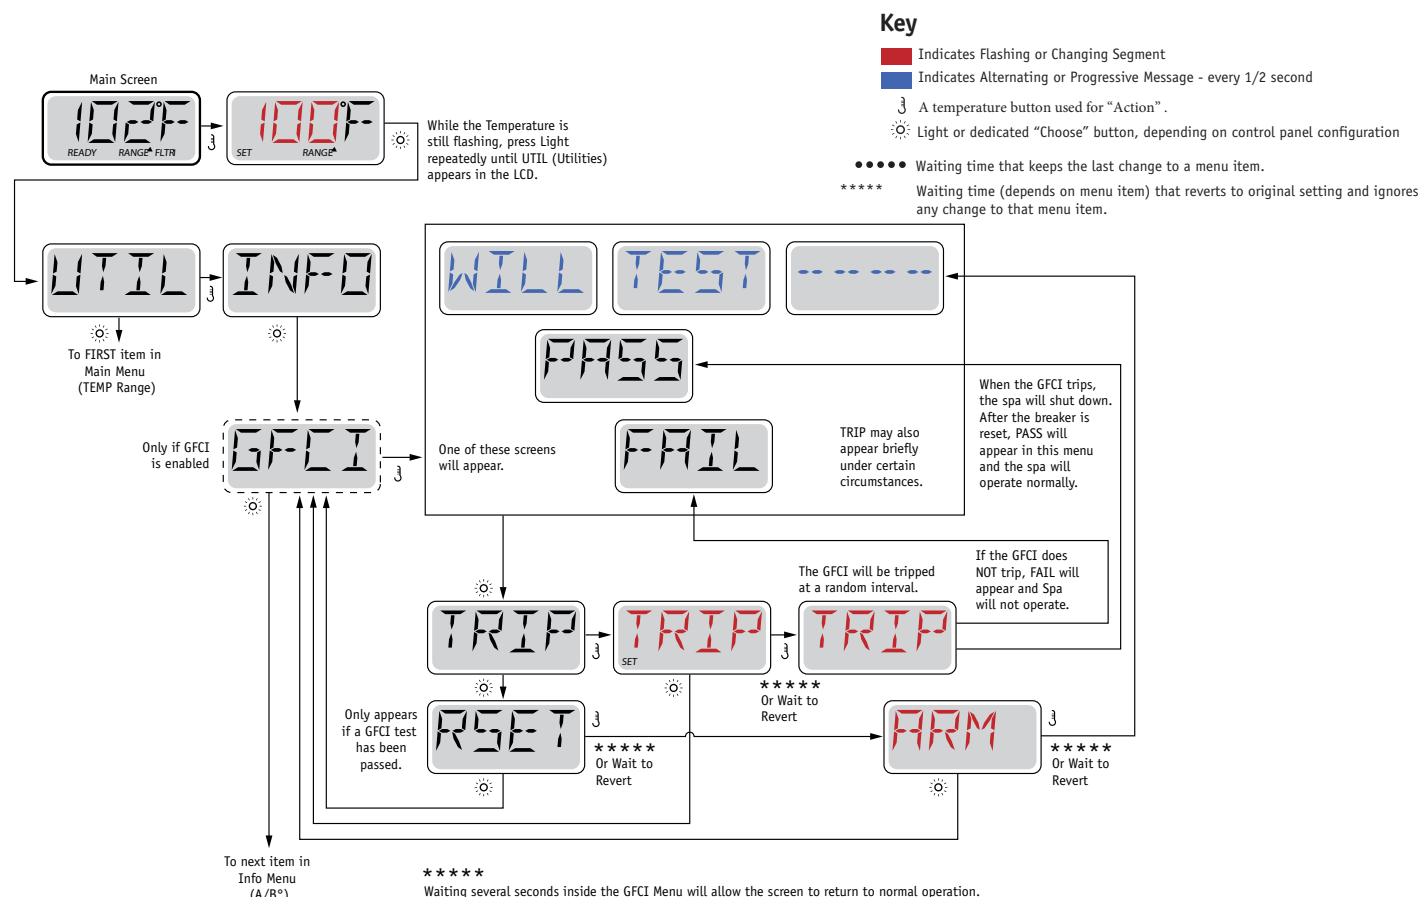 Key
Indicates Flashing or Changing Segment
Indicates Alternating or Progressive Message - every 1/2 second
A temperature button used for “Action” .
Light or dedicated “Choose” button, depending on control panel configuration
••••• Waiting time that keeps the last change to a menu item.
***** Waiting time (depends on menu item) that reverts to original setting and ignores
any change to that menu item.
Main Screen
102°F
READY RANGE FLTR1
100°F
SET RANGE
While the Temperature is
still flashing, press Light
repeatedly until UTIL (Utilities)
appears in the LCD.
UTIL
INFO
To FIRST item in
Main Menu
(TEMP Range)
WILL
TEST
-- -- -- --
PASS
FAIL
Only if GFCI
is enabled
GFCI
One of these screens
will appear.
TRIP may also
appear briefly
under certain
circumstances.
When the GFCI trips,
the spa will shut down.
After the breaker is
reset, PASS will
appear in this menu
and the spa will
operate normally.
If the GFCI does
NOT trip, FAIL will
appear and Spa
will not operate.
The GFCI will be tripped
at a random interval.
TRIP
TRIP
SET
TRIP
*****
Or Wait to
Revert
Only appears
if a GFCI test
has been
passed.
RSET
*****
Or Wait to
Revert
ARM
*****
Or Wait to
Revert
To next item in
Info Menu
(A/B°)
*****
Waiting several seconds inside the GFCI Menu will allow the screen to return to normal operation.